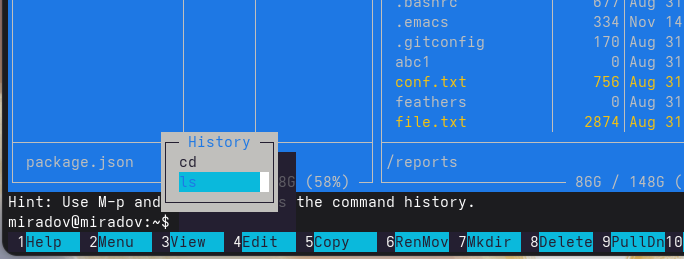 .bashrc 677 Aug 31
.emacs 334 Nov 14
.gitconfig 170 Aug 31
abc1 0 Aug 31
conf.txt 756 Aug 31
feathers 0 Aug 31
file.txt 2874 Aug 31
History
cd
ls
package.json
/reports
8G (58%)
86G / 148G (
Hint: Use M-p and s the command history.
miradov@miradov:~$
1Help 2Menu 3View 4Edit 5Copy 6RenMov 7Mkdir 8Delete 9PullDn 10